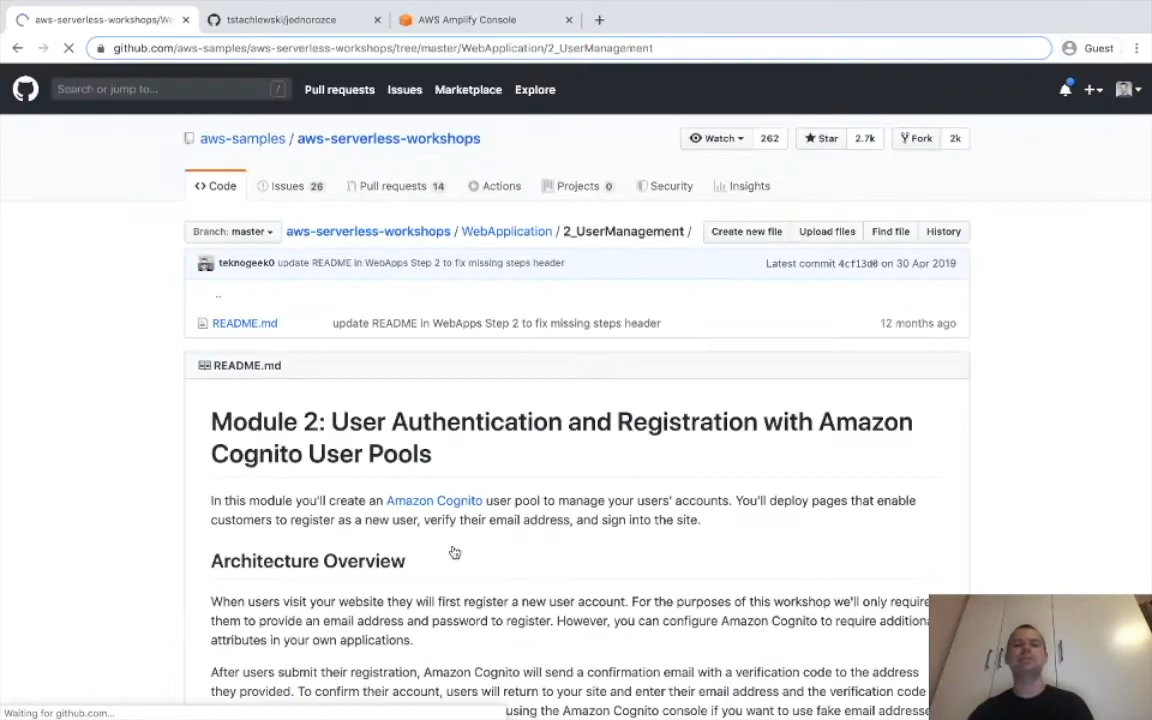 aws-serverless-workshops/We
tstachlewski/jednorozce
AWS Amplify Console
github.com/aws-samples/aws-serverless-workshops/tree/master/WebApplication/2_UserManagement
Guest
Search or jump to...
/
Pull requests
Issues
Marketplace
Explore
aws-samples / aws-serverless-workshops
Watch 262
Star 2.7k
Fork 2k
Code
Issues 26
Pull requests 14
Actions
Projects 0
Security
Insights
Branch: master
aws-serverless-workshops / WebApplication / 2_UserManagement /
Create new file
Upload files
Find file
History
teknogeek0 update README in WebApps Step 2 to fix missing steps header
Latest commit 4cf13d0 on 30 Apr 2019
..
README.md
update README in WebApps Step 2 to fix missing steps header
12 months ago
README.md
Module 2: User Authentication and Registration with Amazon
Cognito User Pools
In this module you'll create an Amazon Cognito user pool to manage your users' accounts. You'll deploy pages that enable
customers to register as a new user, verify their email address, and sign into the site.
Architecture Overview
When users visit your website they will first register a new user account. For the purposes of this workshop we'll only require
them to provide an email address and password to register. However, you can configure Amazon Cognito to require additiona
attributes in your own applications.
After users submit their registration, Amazon Cognito will send a confirmation email with a verification code to the address
they provided. To confirm their account, users will return to your site and enter their email address and the verification code
using the Amazon Cognito console if you want to use fake email addresse
Waiting for github.com...